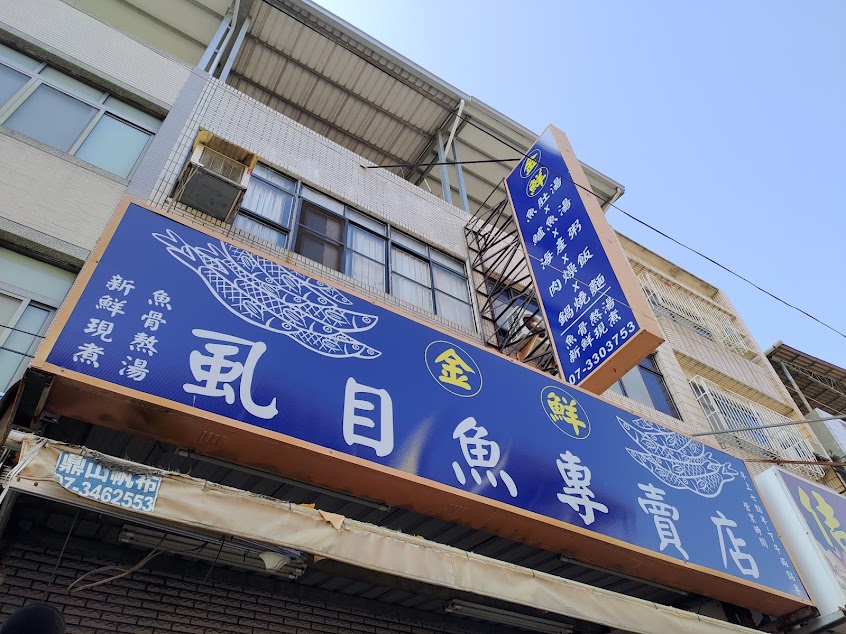 金鮮
魚肚湯×鱸魚湯×海產粥×肉燥飯×鍋燒麵
魚骨熬湯
新鮮現煮
07-3303753
魚骨熬湯
新鮮現煮
金鮮
虱目魚專賣店
鼎山帆布
07-3462553